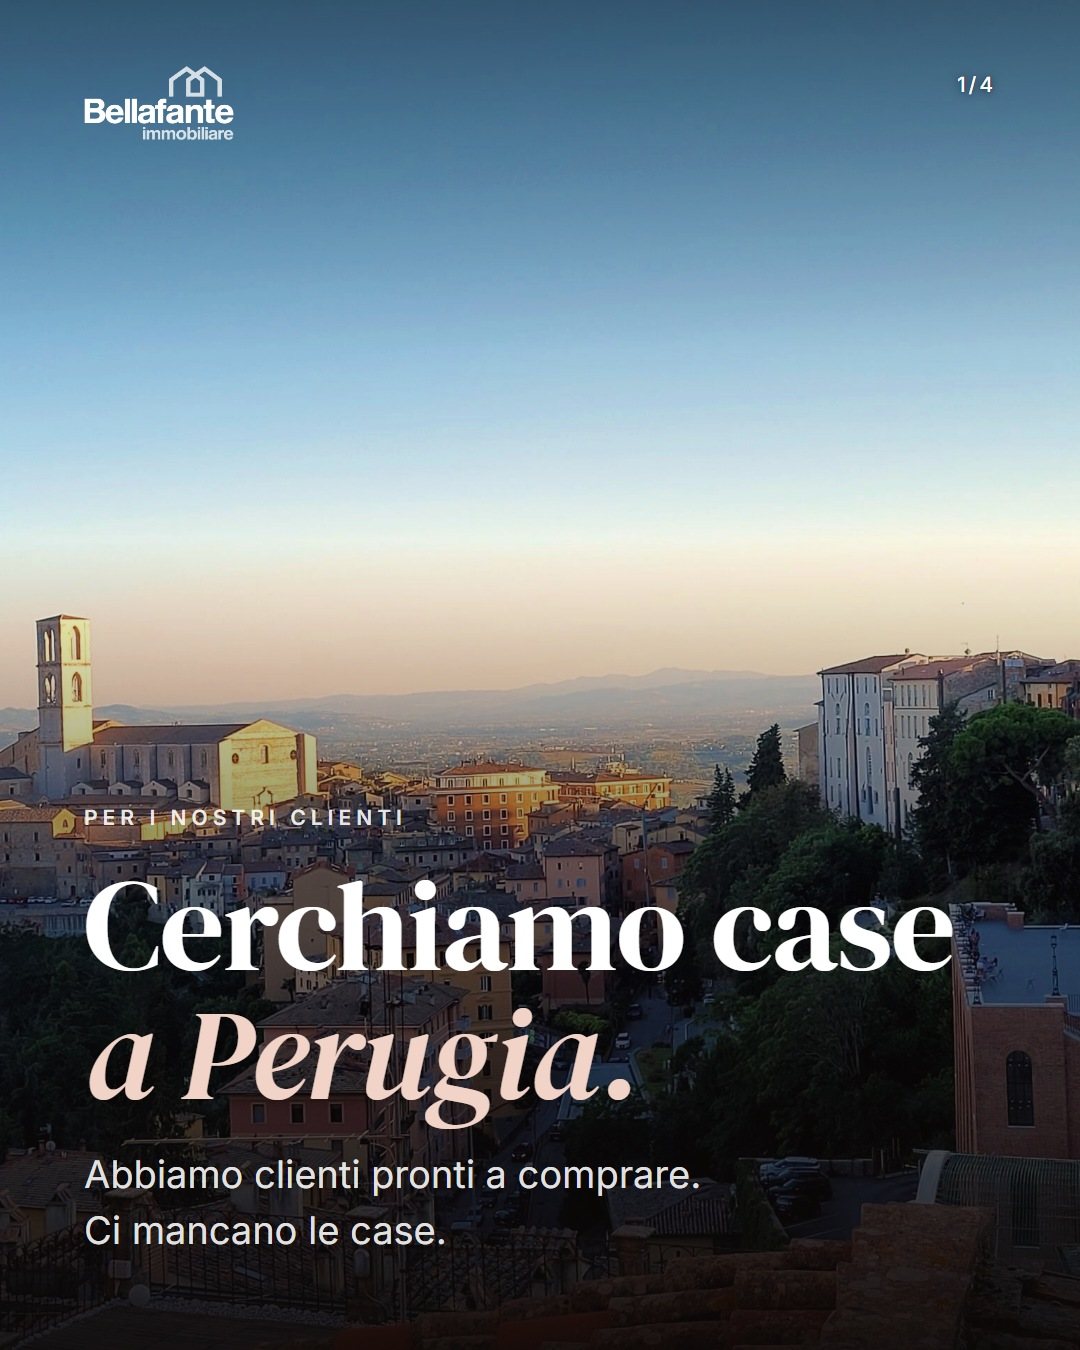 Bellafante
immobiliare
1/4
PER I NOSTRI CLIENTI
Cerchiamo case
a Perugia.
Abbiamo clienti pronti a comprare.
Ci mancano le case.